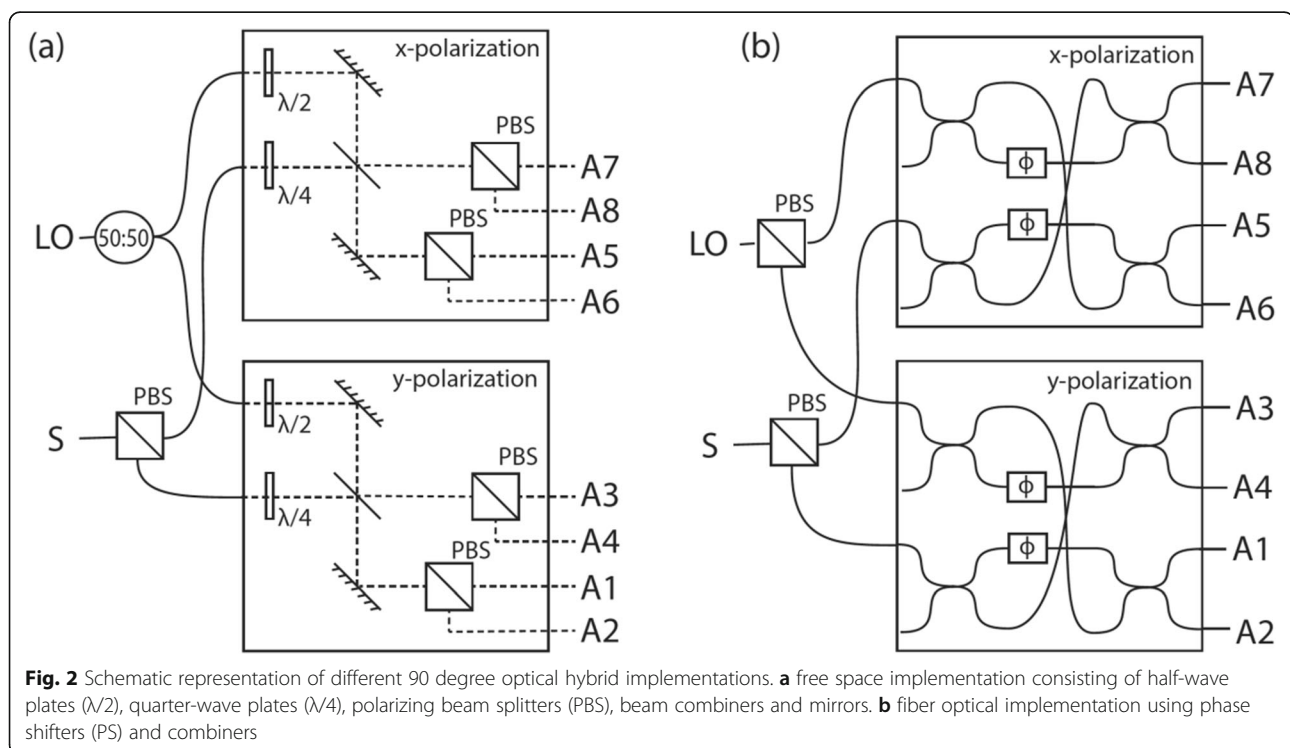 (a)
x-polarization
λ/2
λ/4
PBS
A7
A8
PBS
A5
A6
LO
50:50
y-polarization
λ/2
PBS
S
λ/4
PBS
A3
A4
PBS
A1
A2
(b)
x-polarization
A7
ϕ
A8
PBS
LO
ϕ
A5
A6
y-polarization
PBS
S
A3
ϕ
A4
ϕ
A1
A2
Fig. 2 Schematic representation of different 90 degree optical hybrid implementations. a free space implementation consisting of half-wave
plates (λ/2), quarter-wave plates (λ/4), polarizing beam splitters (PBS), beam combiners and mirrors. b fiber optical implementation using phase
shifters (PS) and combiners